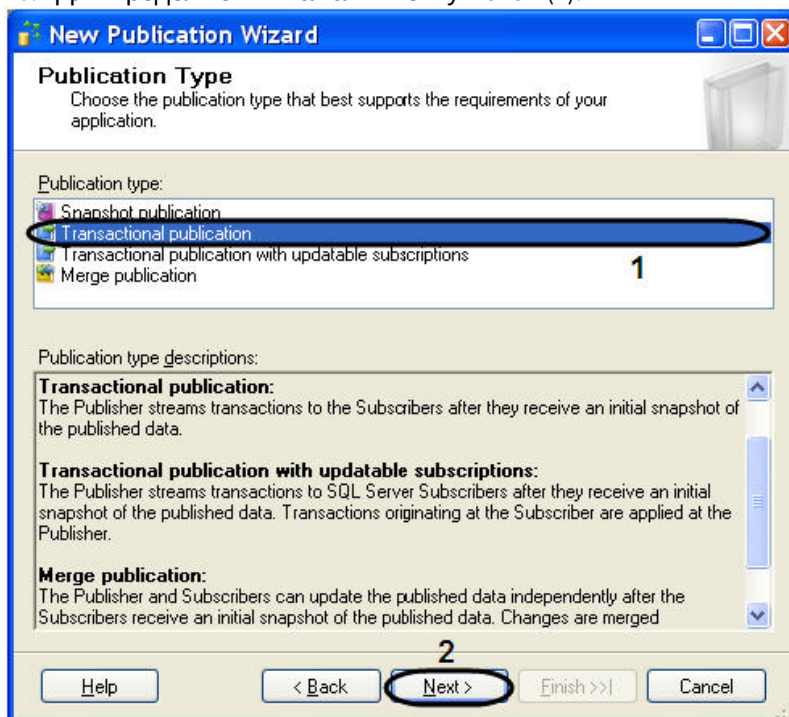 New Publication Wizard
Publication Type
Choose the publication type that best supports the requirements of your
application.
Publication type:
Snapshot publication
Transactional publication
Transactional publication with updatable subscriptions
1
Merge publication
Publication type descriptions:
Transactional publication:
The Publisher streams transactions to the Subscribers after they receive an initial snapshot of
the published data.
Transactional publication with updatable subscriptions:
The Publisher streams transactions to SQL Server Subscribers after they receive an initial
snapshot of the published data. Transactions originating at the Subscriber are applied at the
Publisher.
Merge publication:
The Publisher and Subscribers can update the published data independently after the
Subscribers receive an initial snapshot of the published data. Changes are merged
2
Help
< Back
Next >
Finish >>|
Cancel